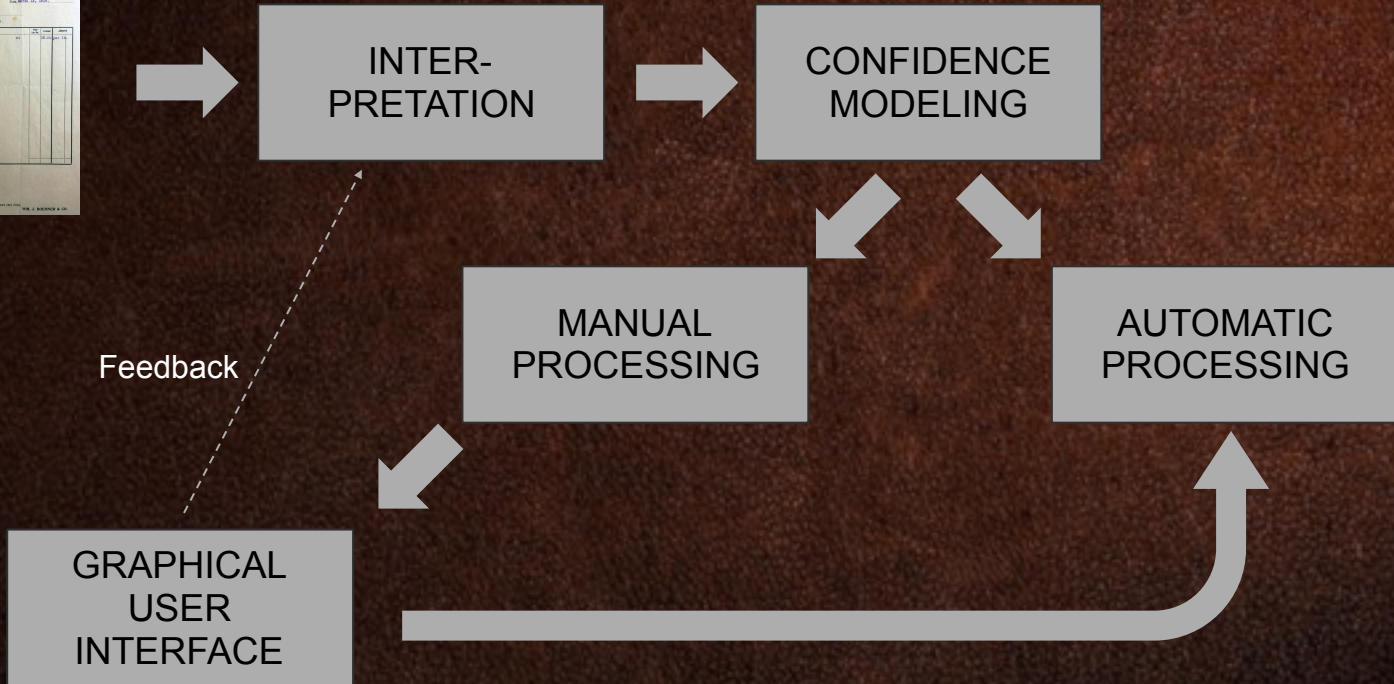 INTER-
PRETATION
CONFIDENCE
MODELING
MANUAL
PROCESSING
AUTOMATIC
PROCESSING
Feedback
GRAPHICAL
USER
INTERFACE